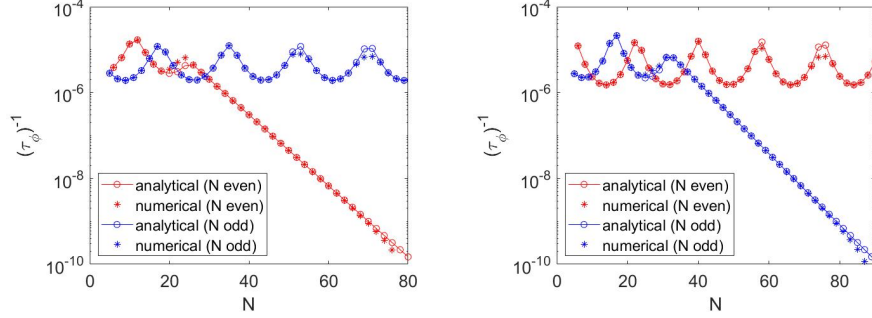 10-4
10-6
10-8
10-10
(τϕ)-1
analytical (N even)
numerical (N even)
analytical (N odd)
numerical (N odd)
0 20 40 60 80
N
10-4
10-6
10-8
10-10
(τϕ)-1
analytical (N even)
numerical (N even)
analytical (N odd)
numerical (N odd)
0 20 40 60 80
N